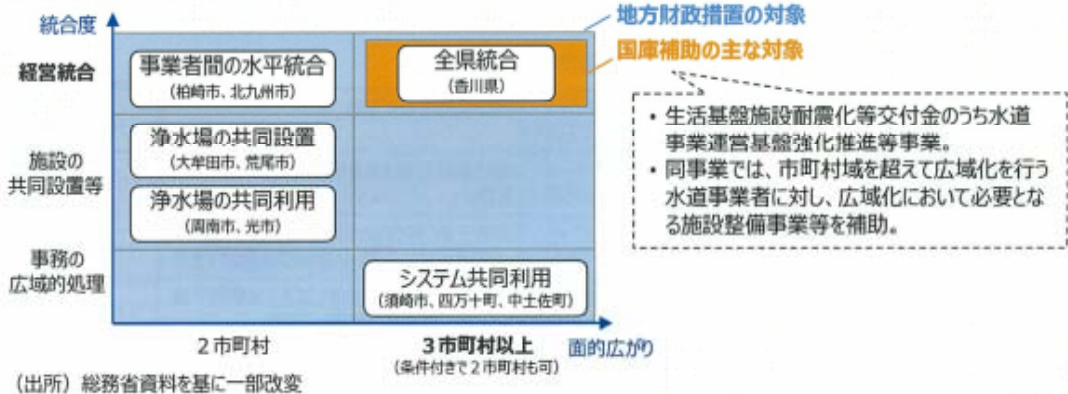 統合度
地方財政措置の対象
国庫補助の主な対象
経営統合
事業者間の水平統合
(柏崎市、北九州市)
全県統合
(香川県)
・生活基盤施設耐震化等交付金のうち水道
事業運営基盤強化推進等事業。
・同事業では、市町村域を超えて広域化を行う
水道事業者に対し、広域化において必要とな
る施設整備事業等を補助。
施設の
共同設置等
浄水場の共同設置
(大牟田市、荒尾市)
浄水場の共同利用
(周南市、光市)
事務の
広域的処理
システム共同利用
(須崎市、四万十町、中土佐町)
2市町村
3市町村以上
(条件付きで2市町村も可)
面的広がり
(出所)総務省資料を基に一部改変